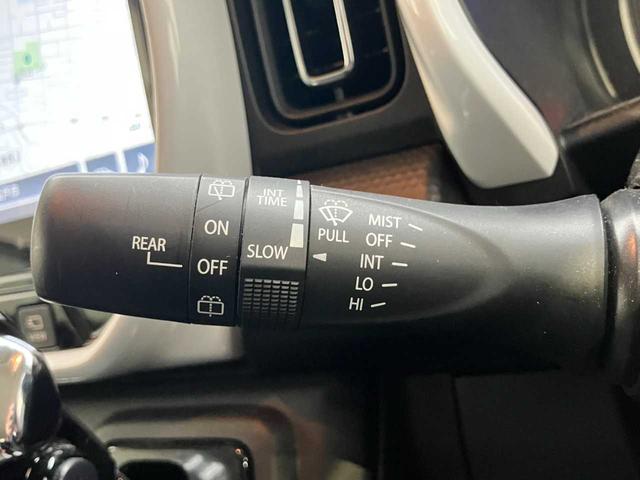 REAR
ON
OFF
INT
TIME
SLOW
PULL
MIST
OFF
INT
LO
HI